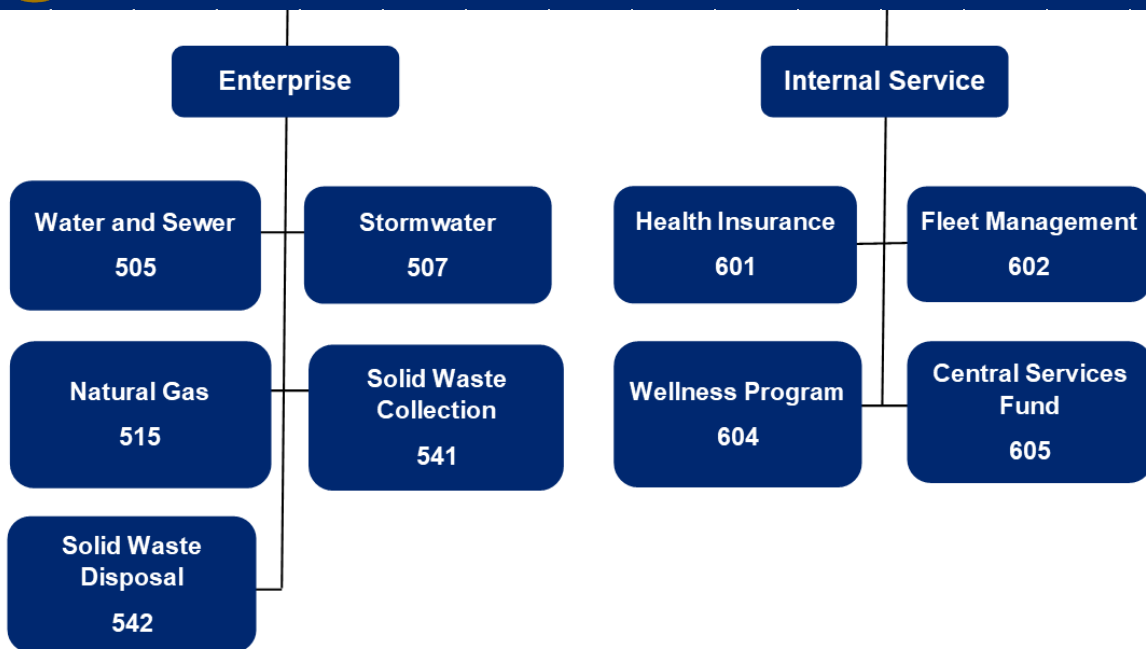 Enterprise
Internal Service
Water and Sewer
505
Stormwater
507
Health Insurance
601
Fleet Management
602
Natural Gas
515
Solid Waste
Collection
541
Wellness Program
604
Central Services
Fund
605
Solid Waste
Disposal
542